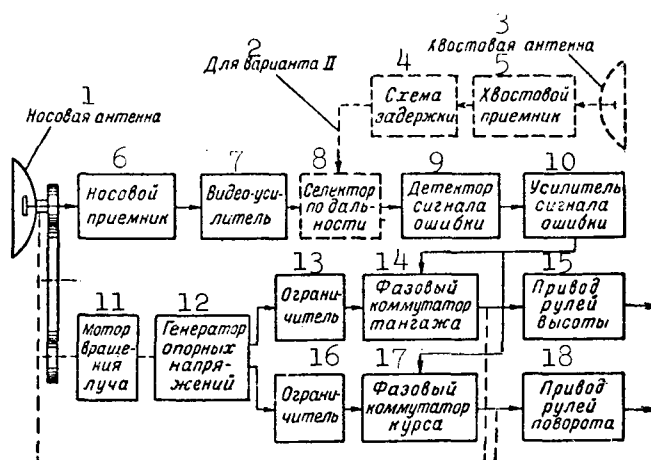 3
Хвостовая антенна
2
Для варианта II
4
Схема
задержки
5
Хвостовой
приемник
1
Носовая антенна
6
Носовой
приемник
7
Видео-уси-
литель
8
Селектор
по даль-
ности
9
Детектор
сигнала
ошибки
10
Усилитель
сигнала
ошибки
11
Мотор
вращения
луча
12
Генератор
опорных
напря-
жений
13
Ограни-
читель
14
Фазовый
коммутатор
тангажа
15
Привод
рулей
высоты
16
Ограни-
читель
17
Фазовый
коммутатор
курса
18
Привод
рулей
поворота